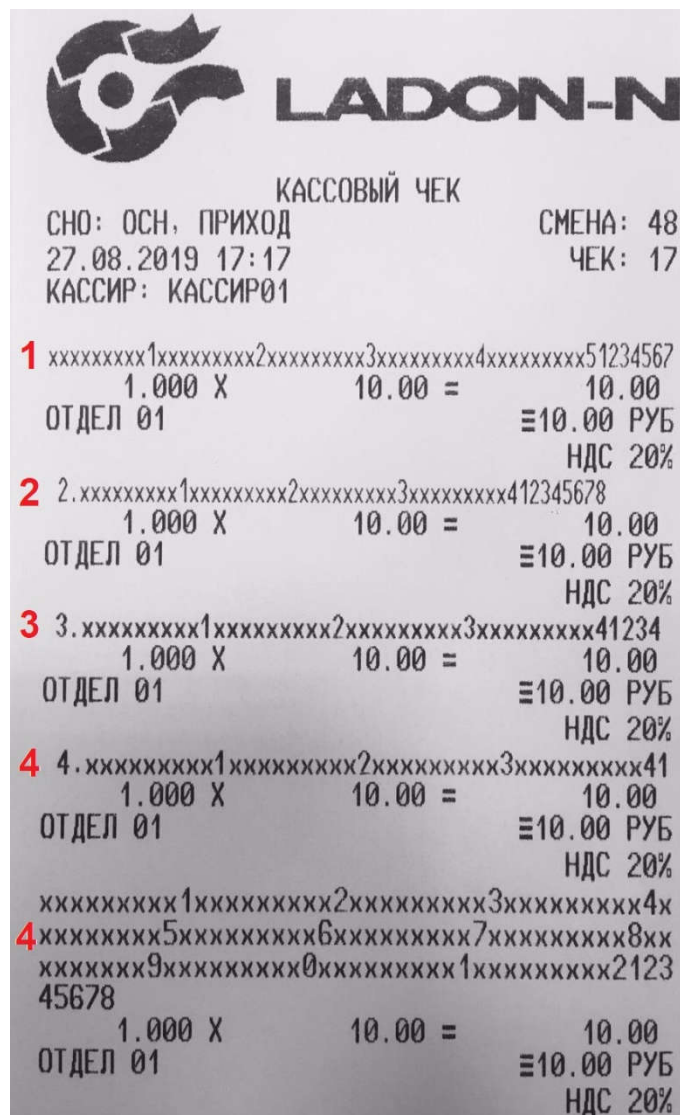 LADON-N
КАССОВЫЙ ЧЕК
СНО: ОСН, ПРИХОД СМЕНА: 48
27.08.2019 17:17 ЧЕК: 17
КАССИР: КАССИР01
1 xxxxxxxxx1xxxxxxxxx2xxxxxxxxx3xxxxxxxxx4xxxxxxxxx51234567
1.000 X 10.00 = 10.00
ОТДЕЛ 01 ≡10.00 РУБ
НДС 20%
2 2.xxxxxxxxx1xxxxxxxxx2xxxxxxxxx3xxxxxxxxx412345678
1.000 X 10.00 = 10.00
ОТДЕЛ 01 ≡10.00 РУБ
НДС 20%
3 3.xxxxxxxxx1xxxxxxxxx2xxxxxxxxx3xxxxxxxxx41234
1.000 X 10.00 = 10.00
ОТДЕЛ 01 ≡10.00 РУБ
НДС 20%
4 4.xxxxxxxxx1xxxxxxxxx2xxxxxxxxx3xxxxxxxxx41
1.000 X 10.00 = 10.00
ОТДЕЛ 01 ≡10.00 РУБ
НДС 20%
xxxxxxxxx1xxxxxxxxx2xxxxxxxxx3xxxxxxxxx4x
4 xxxxxxxx5xxxxxxxxx6xxxxxxxxx7xxxxxxxxx8xx
xxxxxxx9xxxxxxxxx0xxxxxxxxx1xxxxxxxxx2123
45678
1.000 X 10.00 = 10.00
ОТДЕЛ 01 ≡10.00 РУБ
НДС 20%